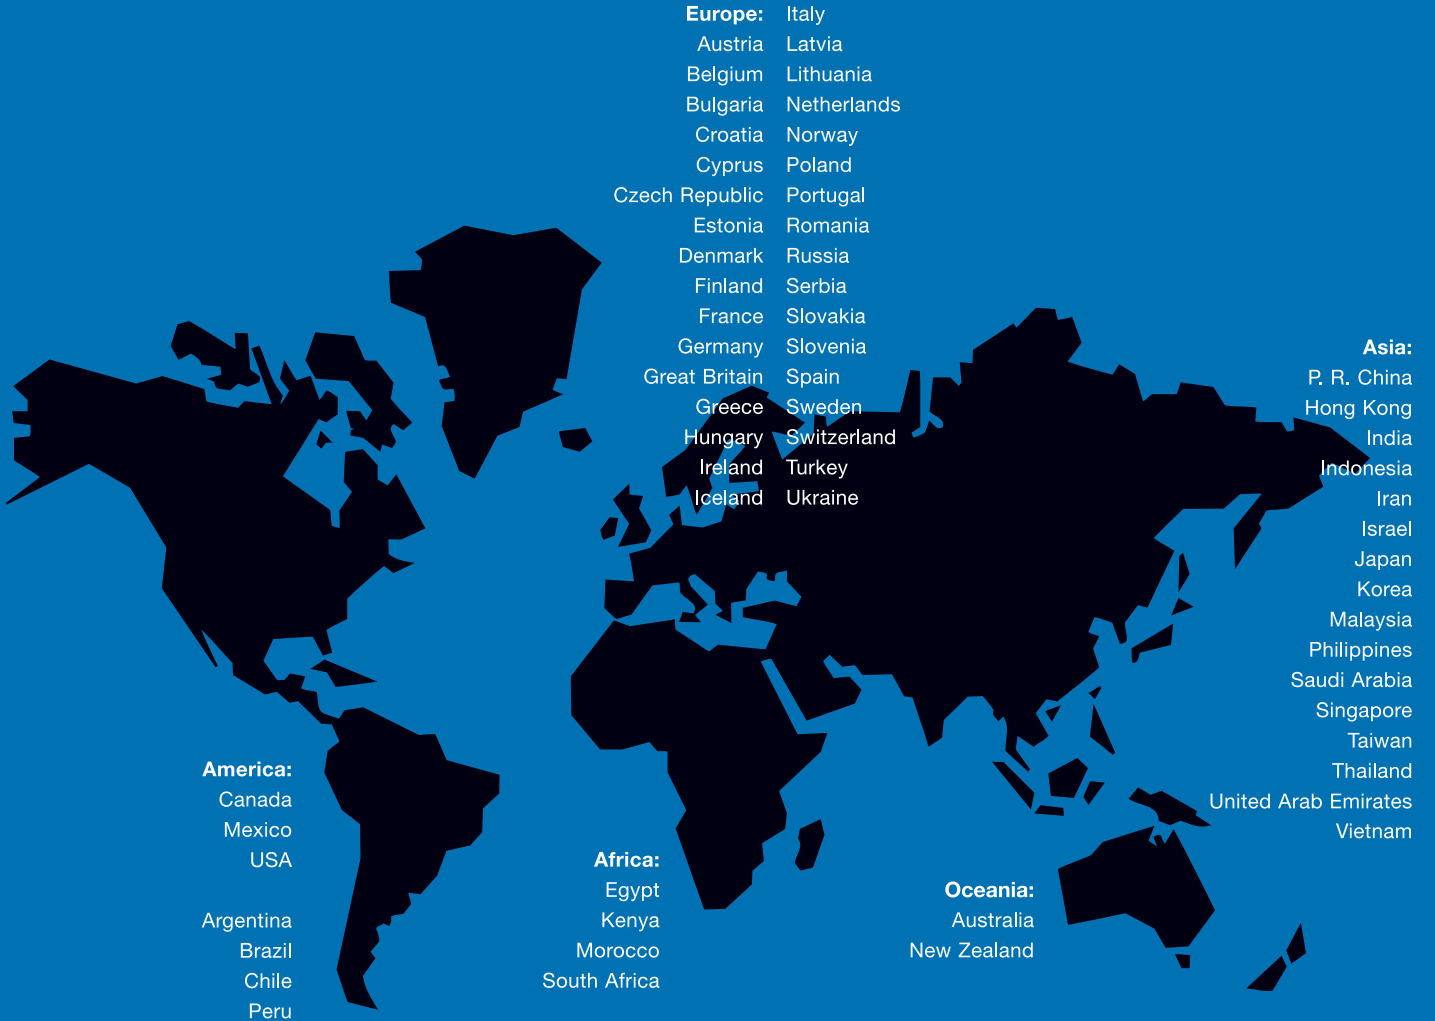 Europe:
Austria
Belgium
Bulgaria
Croatia
Cyprus
Czech Republic
Estonia
Denmark
Finland
France
Germany
Great Britain
Greece
Hungary
Ireland
Iceland
Italy
Latvia
Lithuania
Netherlands
Norway
Poland
Portugal
Romania
Russia
Serbia
Slovakia
Slovenia
Spain
Sweden
Switzerland
Turkey
Ukraine
Asia:
P. R. China
Hong Kong
India
Indonesia
Iran
Israel
Japan
Korea
Malaysia
Philippines
Saudi Arabia
Singapore
Taiwan
Thailand
United Arab Emirates
Vietnam
America:
Canada
Mexico
USA
Argentina
Brazil
Chile
Peru
Africa:
Egypt
Kenya
Morocco
South Africa
Oceania:
Australia
New Zealand